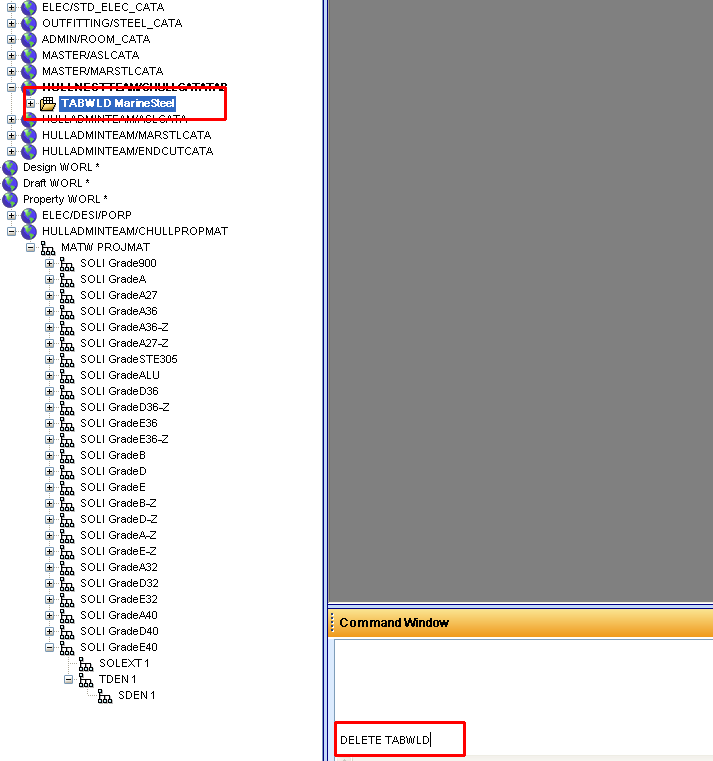 ELEC/STD_ELEC_CATA
OUTFITTING/STEEL_CATA
ADMIN/ROOM_CATA
MASTER/ASLCATA
MASTER/MARSTLCATA
HULLNESTTEAM/CHULLCATATAB
TABWLD MarineSteel
HULLADMINTEAM/ASLCATA
HULLADMINTEAM/MARSTLCATA
HULLADMINTEAM/ENDCUTCATA
Design WORL *
Draft WORL *
Property WORL *
ELEC/DESI/PORP
HULLADMINTEAM/CHULLPROPMAT
MATW PROJMAT
SOLI Grade900
SOLI GradeA
SOLI GradeA27
SOLI GradeA36
SOLI GradeA36-Z
SOLI GradeA27-Z
SOLI GradeSTE305
SOLI GradeALU
SOLI GradeD36
SOLI GradeD36-Z
SOLI GradeE36
SOLI GradeE36-Z
SOLI GradeB
SOLI GradeD
SOLI GradeE
SOLI GradeB-Z
SOLI GradeD-Z
SOLI GradeA-Z
SOLI GradeE-Z
SOLI GradeA32
SOLI GradeD32
SOLI GradeE32
SOLI GradeA40
SOLI GradeD40
SOLI GradeE40
SOLEXT 1
TDEN 1
SDEN 1
Command Window
DELETE TABWLD